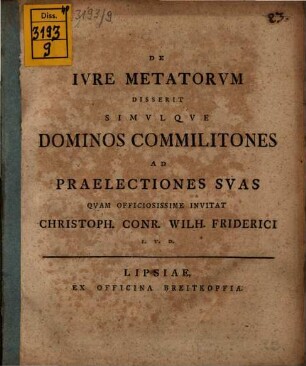 Diss.
3193
9
3193/9
23.
DE
IVRE METATORVM
DISSERIT
SIMVLQVE
DOMINOS COMMILITONES
AD
PRAELECTIONES SVAS
QVAM OFFICIOSISSIME INVITAT
CHRISTOPH. CONR. WILH. FRIDERICI
LIPSIAE,
EX OFFICINA BREITKOPFIA.